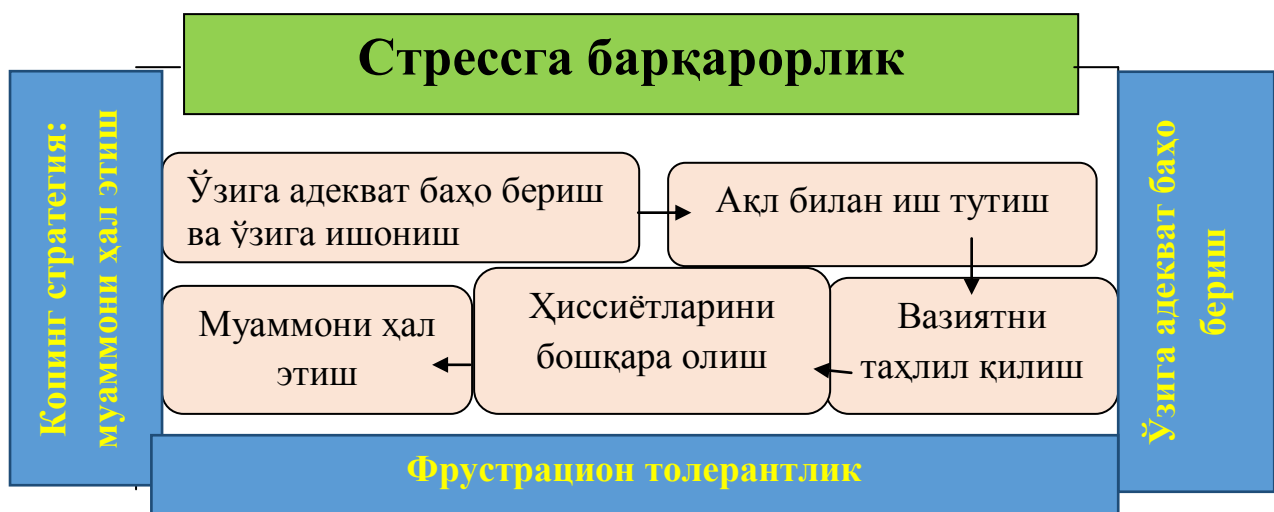 Стрессга барқарорлик
Копинг стратегия:
муаммони ҳал этиш
Ўзига адекват баҳо бериш
ва ўзига ишониш
Ақл билан иш тутиш
Вазиятни
таҳлил қилиш
Ҳиссиётларини
бошқара олиш
Муаммони ҳал
этиш
Ўзига адекват баҳо
бериш
Фрустрацион толерантлик